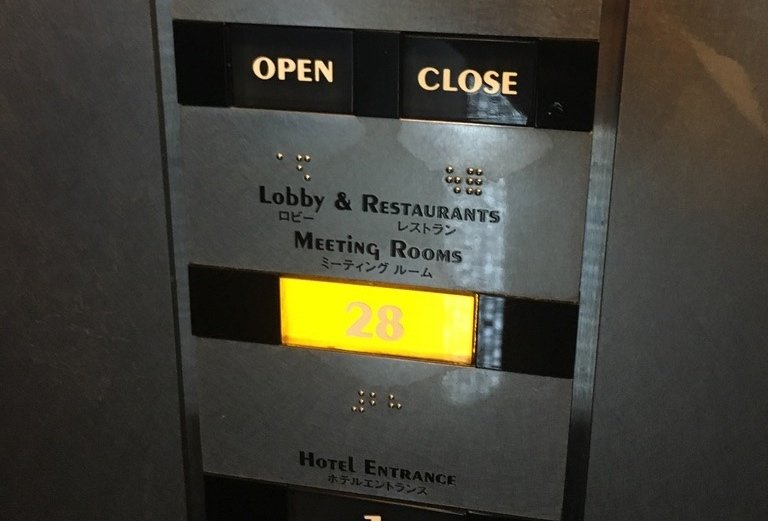 OPEN CLOSE
Lobby & Restaurants
ロビー レストラン
Meeting Rooms
ミーティング ルーム
28
Hotel Entrance
ホテルエントランス